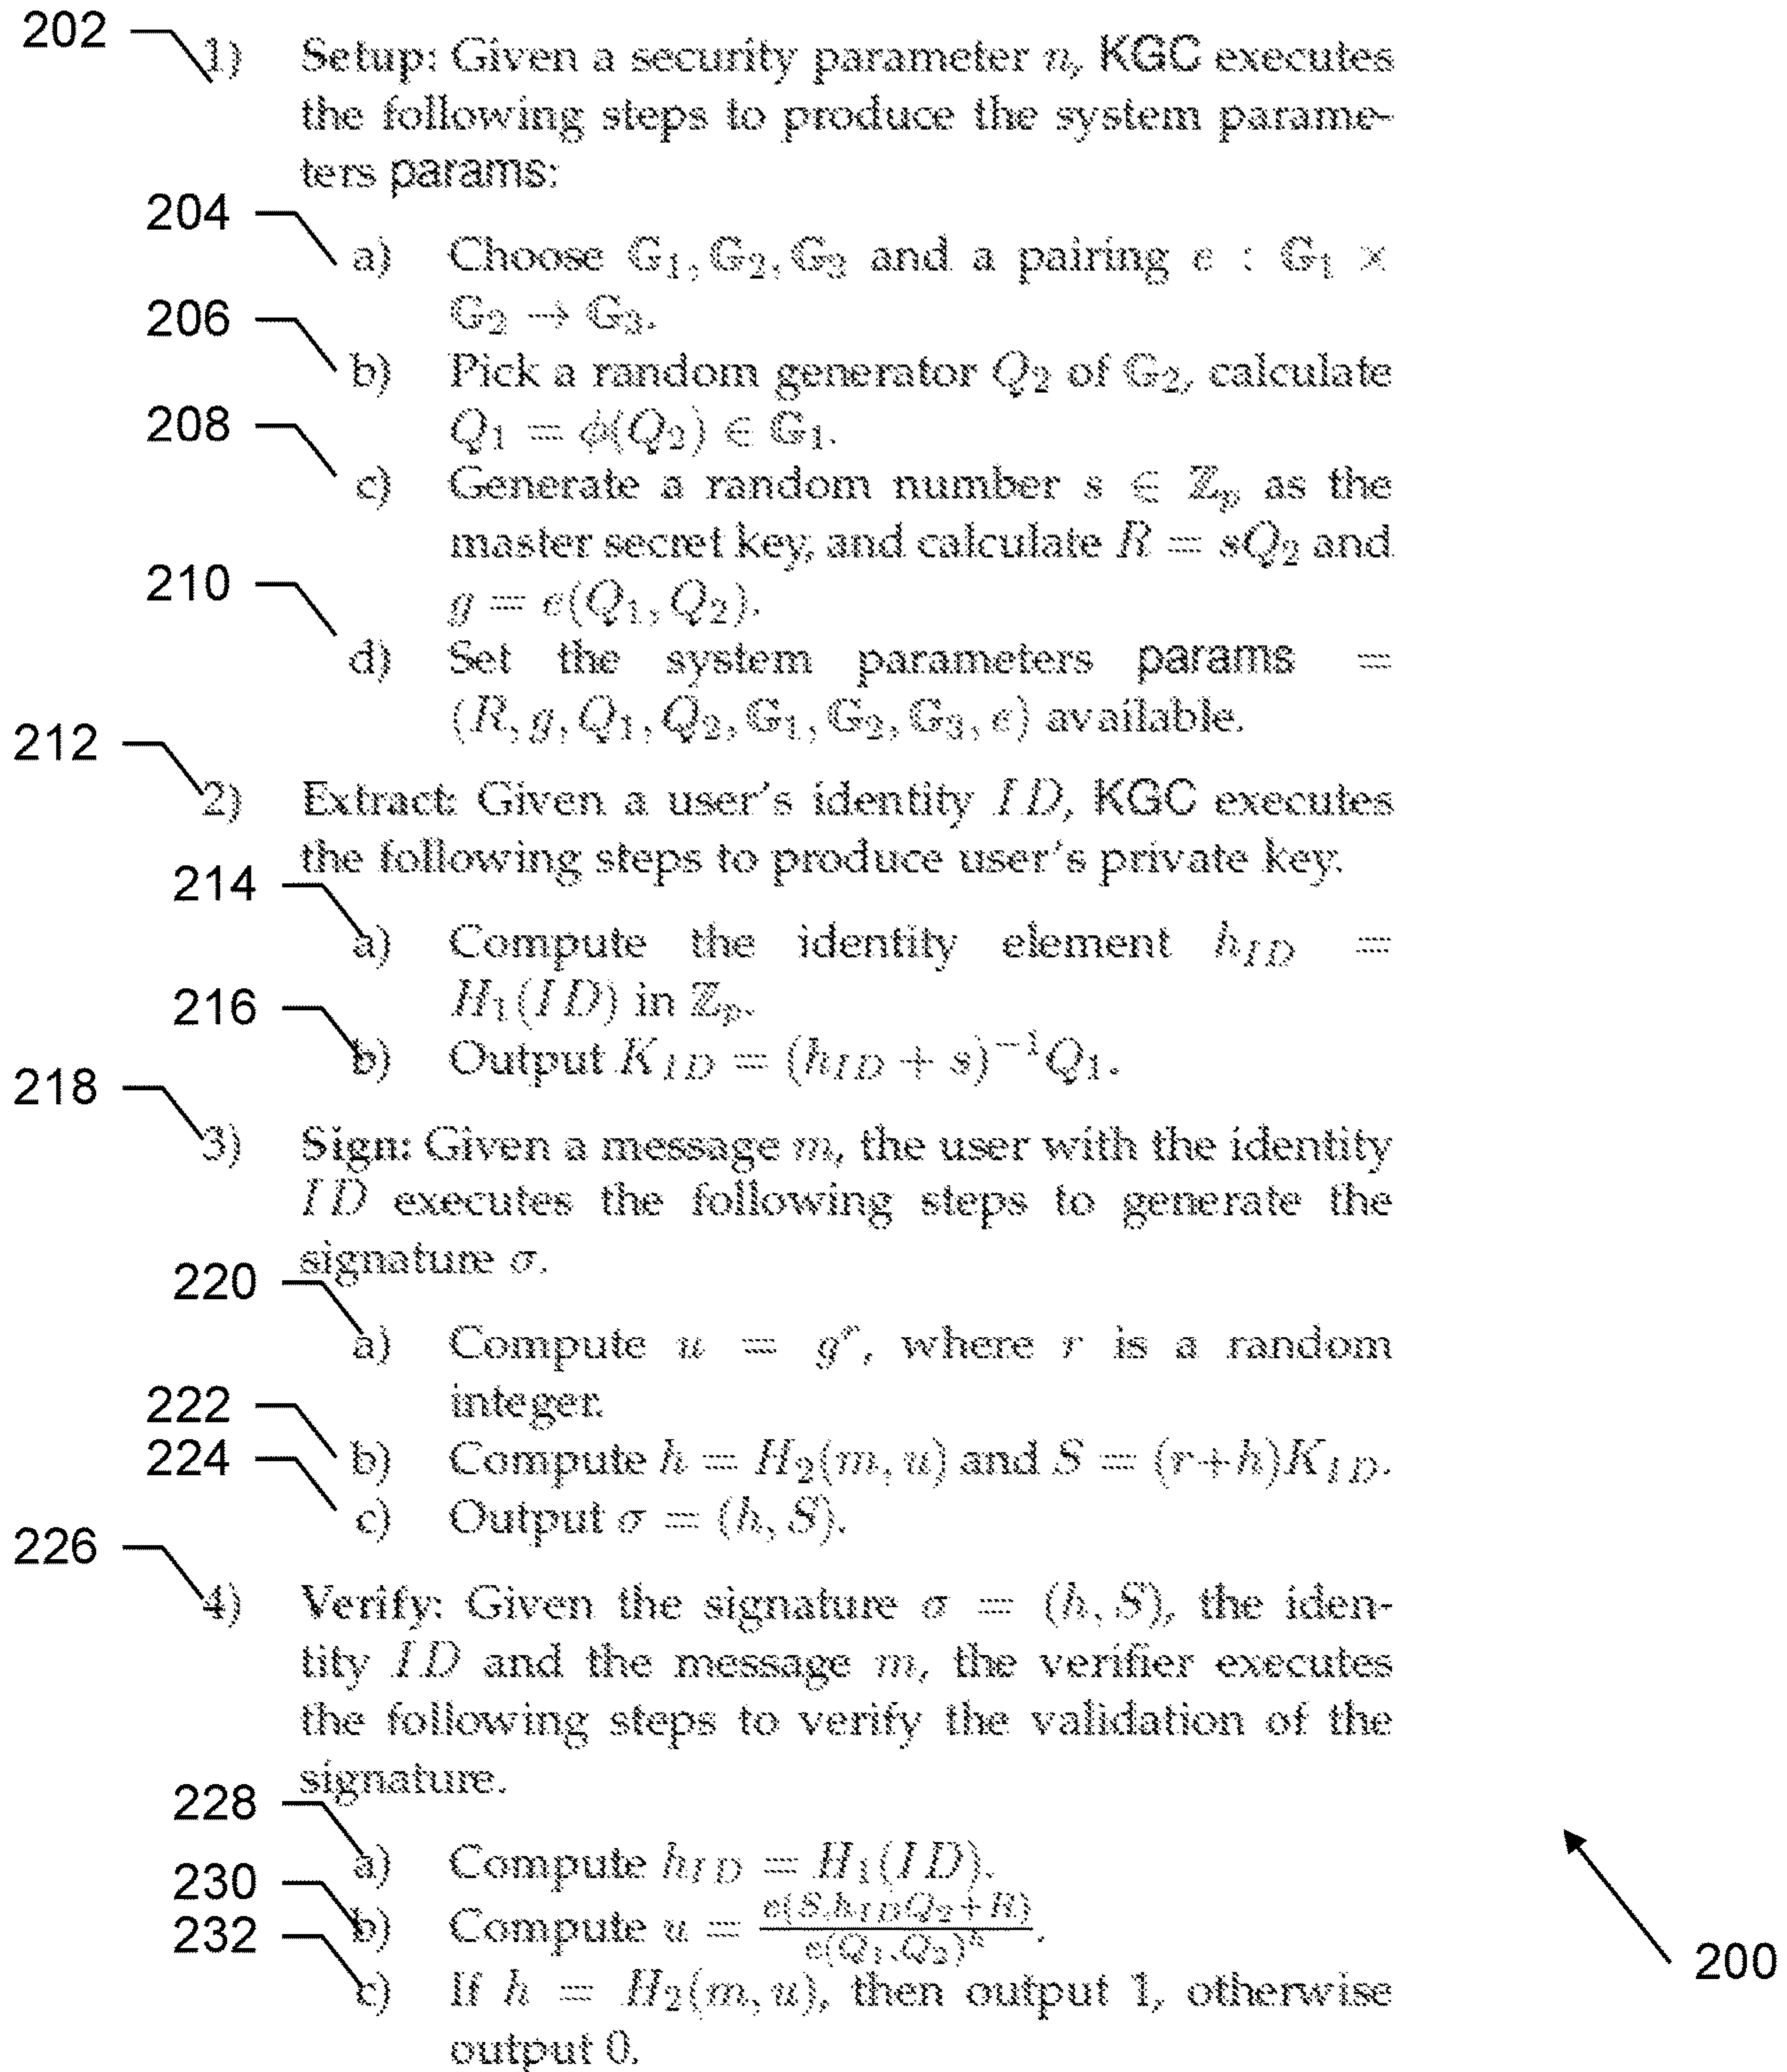 202
1) Setup: Given a security parameter n, KGC executes
the following steps to produce the system parame-
ters params:
204
a) Choose 𝔾₁, 𝔾₂, 𝔾₃ and a pairing e : 𝔾₁ ×
𝔾₂ → 𝔾₃.
206
b) Pick a random generator Q₂ of 𝔾₂, calculate
Q₁ = ϕ(Q₂) ∈ 𝔾₁.
208
c) Generate a random number s ∈ ℤₚ as the
master secret key, and calculate R = sQ₂ and
g = e(Q₁, Q₂).
210
d) Set the system parameters params =
(R, g, Q₁, Q₂, 𝔾₁, 𝔾₂, 𝔾₃, e) available.
212
2) Extract: Given a user's identity ID, KGC executes
the following steps to produce user's private key.
214
a) Compute the identity element h_ID =
H₁(ID) in ℤₚ.
216
b) Output K_ID = (h_ID + s)⁻¹Q₁.
218
3) Sign: Given a message m, the user with the identity
ID executes the following steps to generate the
signature σ.
220
a) Compute u = gʳ, where r is a random
integer.
222
b) Compute h = H₂(m, u) and S = (r+h)K_ID.
224
c) Output σ = (h, S).
226
4) Verify: Given the signature σ = (h, S), the iden-
tity ID and the message m, the verifier executes
the following steps to verify the validation of the
signature.
228
a) Compute h_ID = H₁(ID).
230
b) Compute u = e(S,h_IDQ₂+R) / e(Q₁,Q₂)ʰ.
232
c) If h = H₂(m, u), then output 1, otherwise
output 0.
200